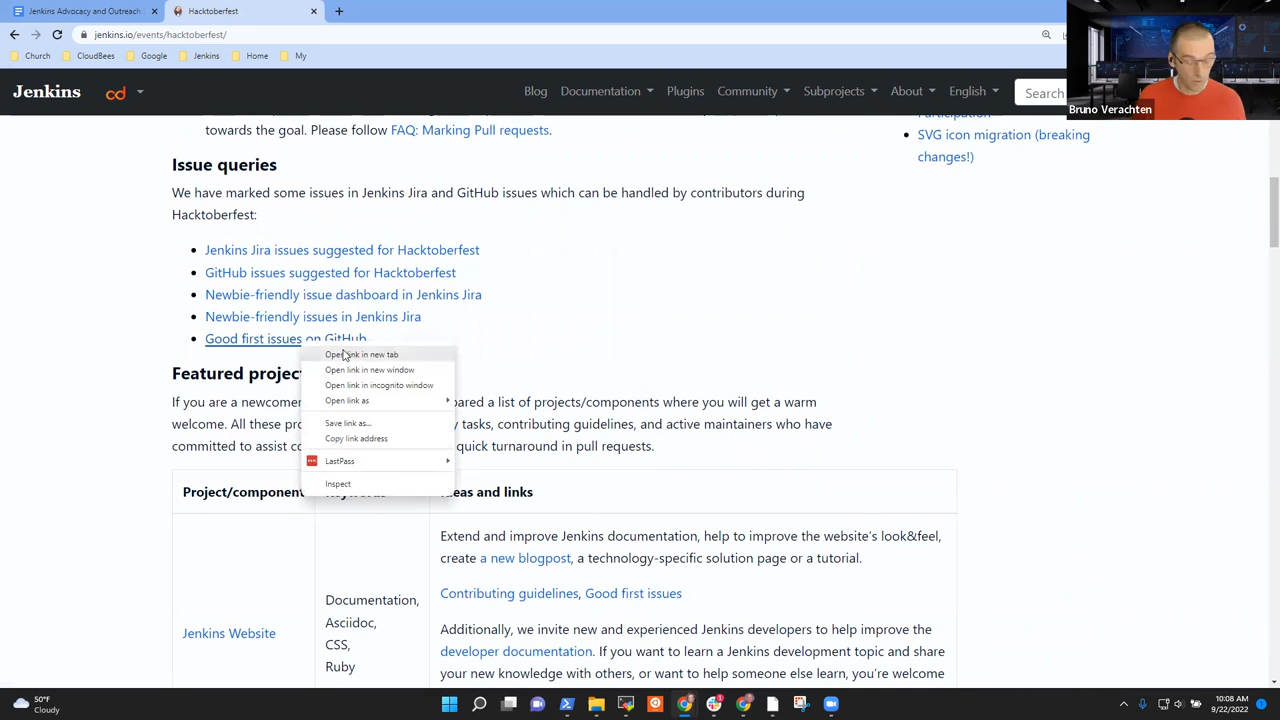 Jenkins Advocacy and Outreach
Hacktoberfest
jenkins.io/events/hacktoberfest/
Church CloudBees Google Jenkins Home My
Jenkins cd Blog Documentation Plugins Community Subprojects About English Search
Bruno Verachten
towards the goal. Please follow FAQ: Marking Pull requests.
SVG icon migration (breaking
changes!)
Issue queries
We have marked some issues in Jenkins Jira and GitHub issues which can be handled by contributors during
Hacktoberfest:
Jenkins Jira issues suggested for Hacktoberfest
GitHub issues suggested for Hacktoberfest
Newbie-friendly issue dashboard in Jenkins Jira
Newbie-friendly issues in Jenkins Jira
Good first issues on GitHub
Open link in new tab
Open link in new window
Open link in incognito window
Open link as
Save link as...
Copy link address
LastPass
Inspect
Featured
If you are a newcomer a list of projects/components where you will get a warm
welcome. All these tasks, contributing guidelines, and active maintainers who have
committed to assist quick turnaround in pull requests.
Project/component Ideas and links
Extend and improve Jenkins documentation, help to improve the website's look&feel,
create a new blogpost, a technology-specific solution page or a tutorial.
Contributing guidelines, Good first issues
Jenkins Website
Documentation,
Asciidoc,
CSS,
Ruby
Additionally, we invite new and experienced Jenkins developers to help improve the
developer documentation. If you want to learn a Jenkins development topic and share
your new knowledge with others, or want to help someone else learn, you're welcome
50°F
Cloudy
10:08 AM
9/22/2022